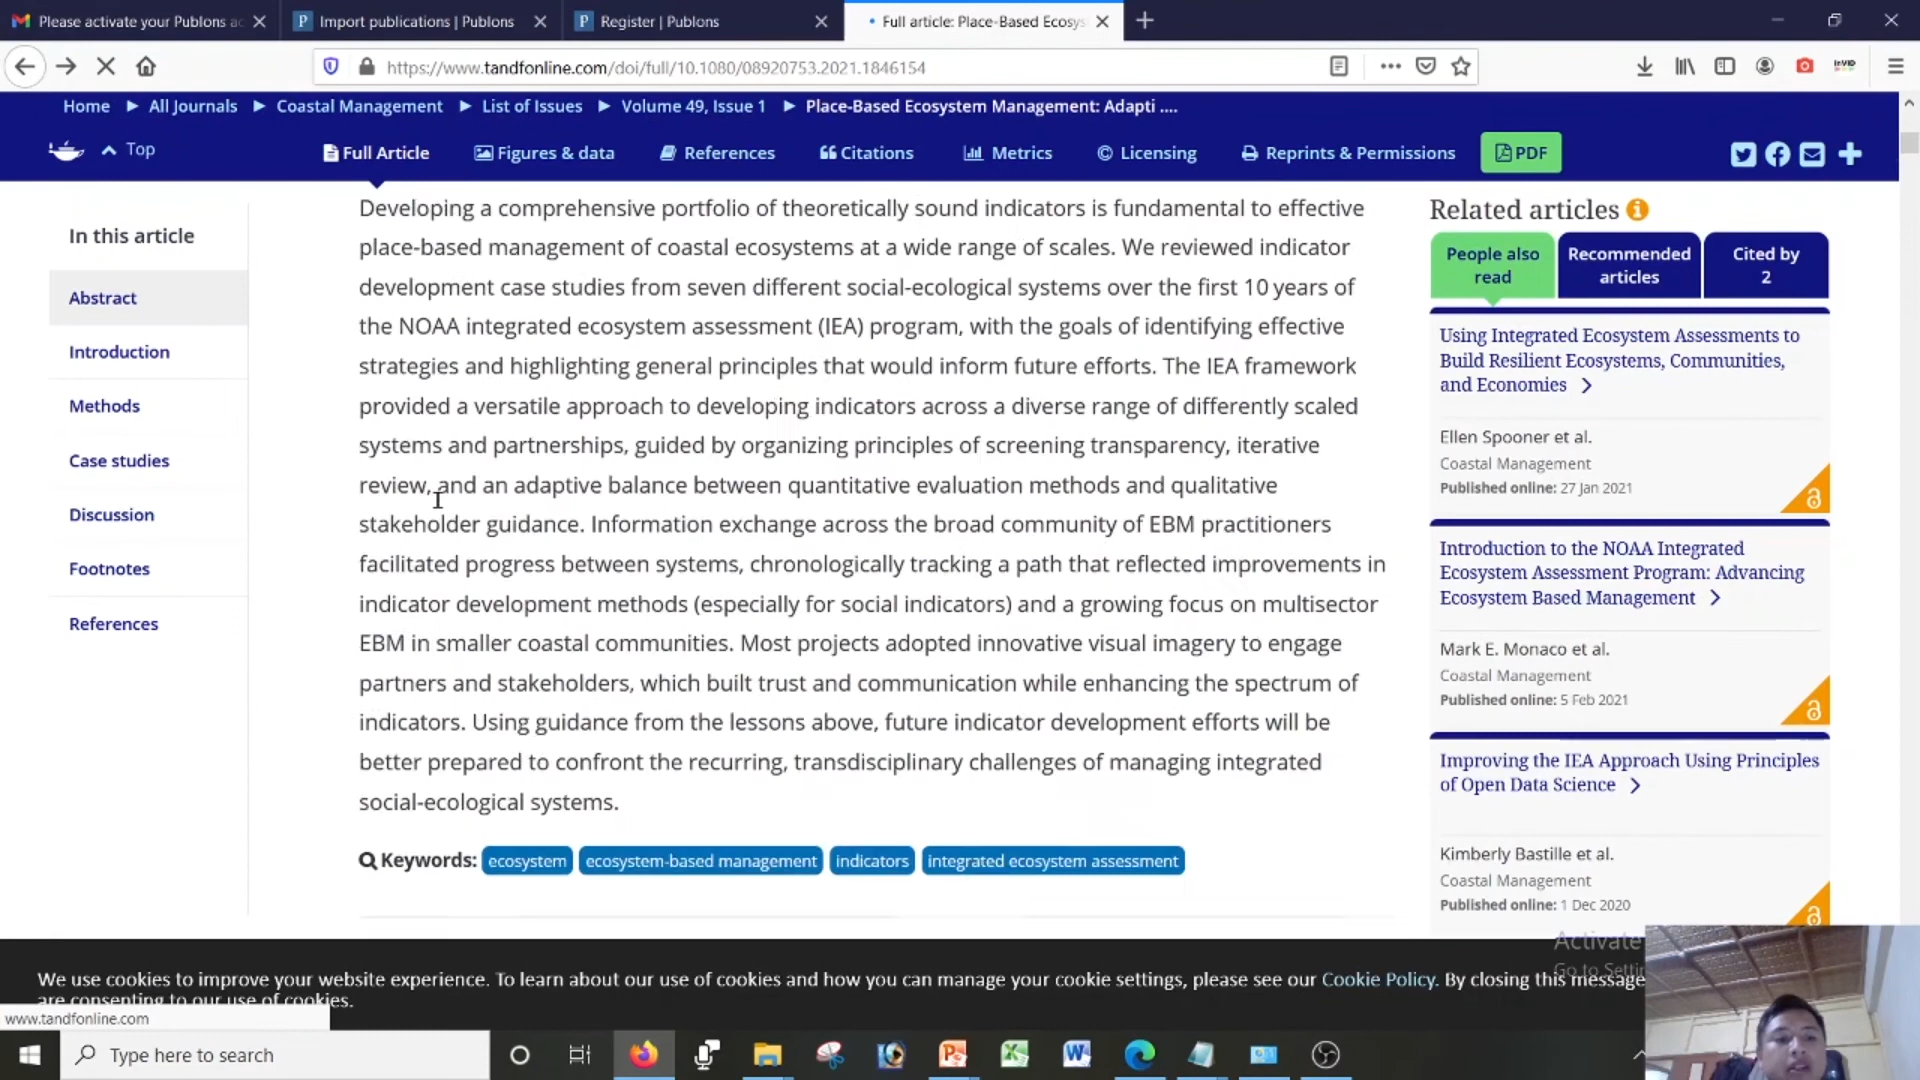 Please activate your Publons ac
Import publications | Publons
Register | Publons
Full article: Place-Based Ecosys
https://www.tandfonline.com/doi/full/10.1080/08920753.2021.1846154
Home ▶ All Journals ▶ Coastal Management ▶ List of Issues ▶ Volume 49, Issue 1 ▶ Place-Based Ecosystem Management: Adapti ....
Top
Full Article
Figures & data
References
Citations
Metrics
Licensing
Reprints & Permissions
PDF
In this article
Abstract
Introduction
Methods
Case studies
Discussion
Footnotes
References
Developing a comprehensive portfolio of theoretically sound indicators is fundamental to effective
place-based management of coastal ecosystems at a wide range of scales. We reviewed indicator
development case studies from seven different social-ecological systems over the first 10 years of
the NOAA integrated ecosystem assessment (IEA) program, with the goals of identifying effective
strategies and highlighting general principles that would inform future efforts. The IEA framework
provided a versatile approach to developing indicators across a diverse range of differently scaled
systems and partnerships, guided by organizing principles of screening transparency, iterative
review, and an adaptive balance between quantitative evaluation methods and qualitative
stakeholder guidance. Information exchange across the broad community of EBM practitioners
facilitated progress between systems, chronologically tracking a path that reflected improvements in
indicator development methods (especially for social indicators) and a growing focus on multisector
EBM in smaller coastal communities. Most projects adopted innovative visual imagery to engage
partners and stakeholders, which built trust and communication while enhancing the spectrum of
indicators. Using guidance from the lessons above, future indicator development efforts will be
better prepared to confront the recurring, transdisciplinary challenges of managing integrated
social-ecological systems.
Keywords: ecosystem ecosystem-based management indicators integrated ecosystem assessment
Related articles
People also
read
Recommended
articles
Cited by
2
Using Integrated Ecosystem Assessments to
Build Resilient Ecosystems, Communities,
and Economies
Ellen Spooner et al.
Coastal Management
Published online: 27 Jan 2021
Introduction to the NOAA Integrated
Ecosystem Assessment Program: Advancing
Ecosystem Based Management
Mark E. Monaco et al.
Coastal Management
Published online: 5 Feb 2021
Improving the IEA Approach Using Principles
of Open Data Science
Kimberly Bastille et al.
Coastal Management
Published online: 1 Dec 2020
Activate
Go to Settin
We use cookies to improve your website experience. To learn about our use of cookies and how you can manage your cookie settings, please see our Cookie Policy. By closing this message
are consenting to our use of cookies.
www.tandfonline.com
Type here to search